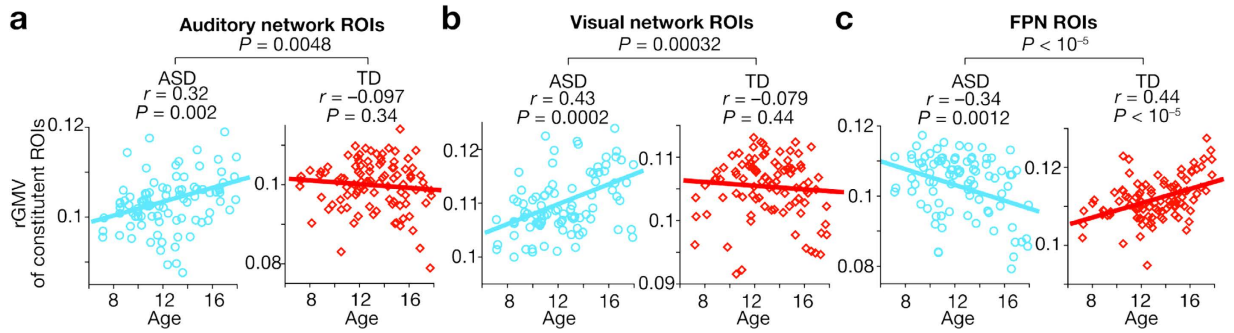 a
Auditory network ROIs
P = 0.0048
ASD
r = 0.32
P = 0.002
TD
r = −0.097
P = 0.34
rGMV
of constitutent ROIs
0.12
0.1
8 12 16
Age
0.1
0.08
8 12 16
Age
b
Visual network ROIs
P = 0.00032
ASD
r = 0.43
P = 0.0002
TD
r = −0.079
P = 0.44
0.12
0.11
0.1
8 12 16
Age
0.11
0.1
0.09
8 12 16
Age
c
FPN ROIs
P < 10⁻⁵
ASD
r = −0.34
P = 0.0012
TD
r = 0.44
P < 10⁻⁵
0.12
0.1
0.08
8 12 16
Age
0.12
0.1
8 12 16
Age